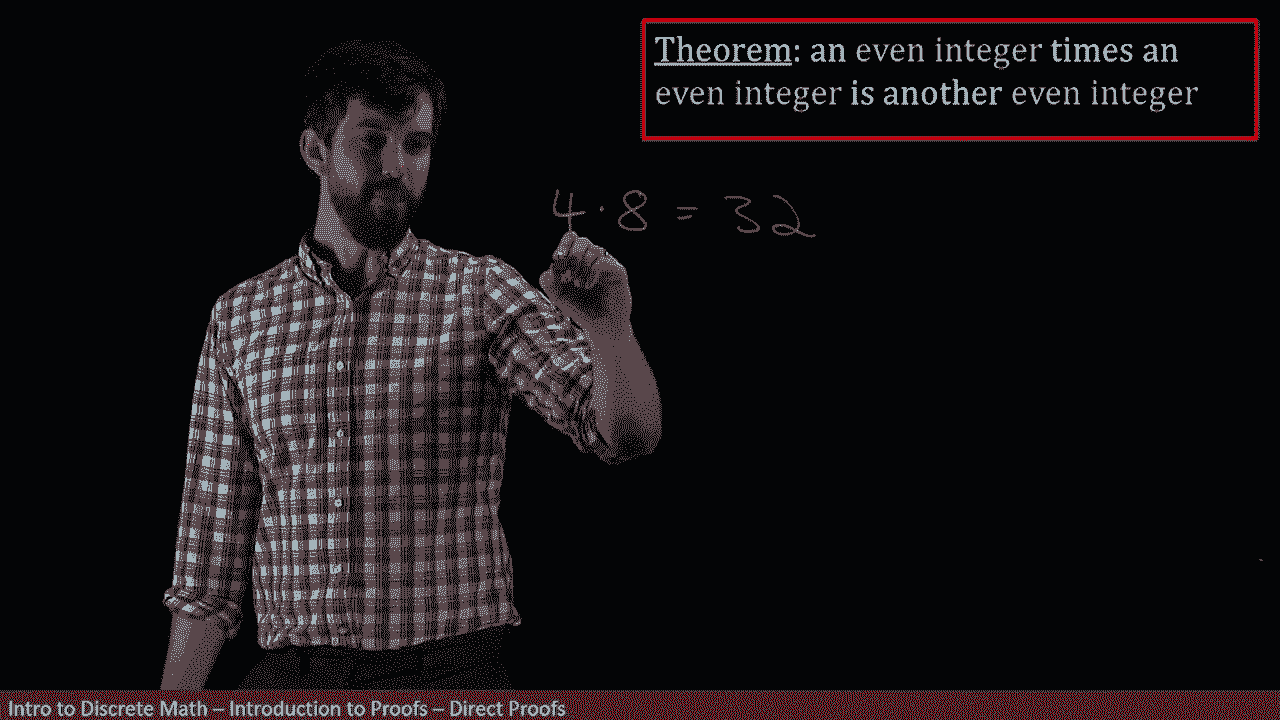 Theorem: an even integer times an
even integer is another even integer
4 · 8 = 32
Intro to Discrete Math – Introduction to Proofs – Direct Proofs